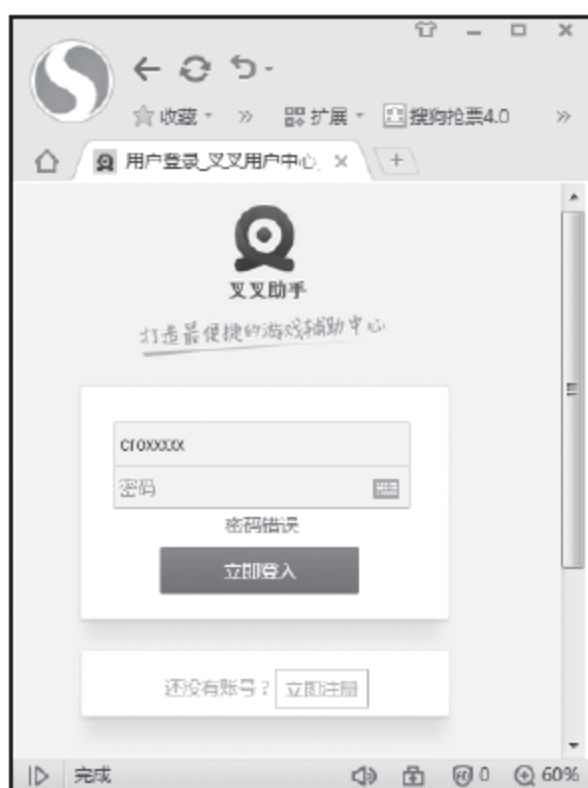 收藏 扩展 搜狗抢票4.0
用户登录_叉叉用户中心_
叉叉助手
打造最便捷的游戏辅助中心
croxxxxx
密码
密码错误
立即登入
还没有账号？ 立即注册
完成 0 60%